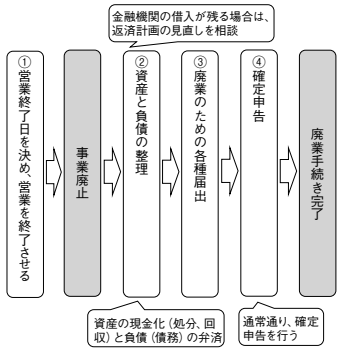 金融機関の借入が残る場合は、
返済計画の見直しを相談
①営業終了日を決め、営業を終了させる
事業廃止
②資産と負債の整理
③廃業のための各種届出
④確定申告
廃業手続き完了
資産の現金化（処分、回
収）と負債（債務）の弁済
通常通り、確定
申告を行う